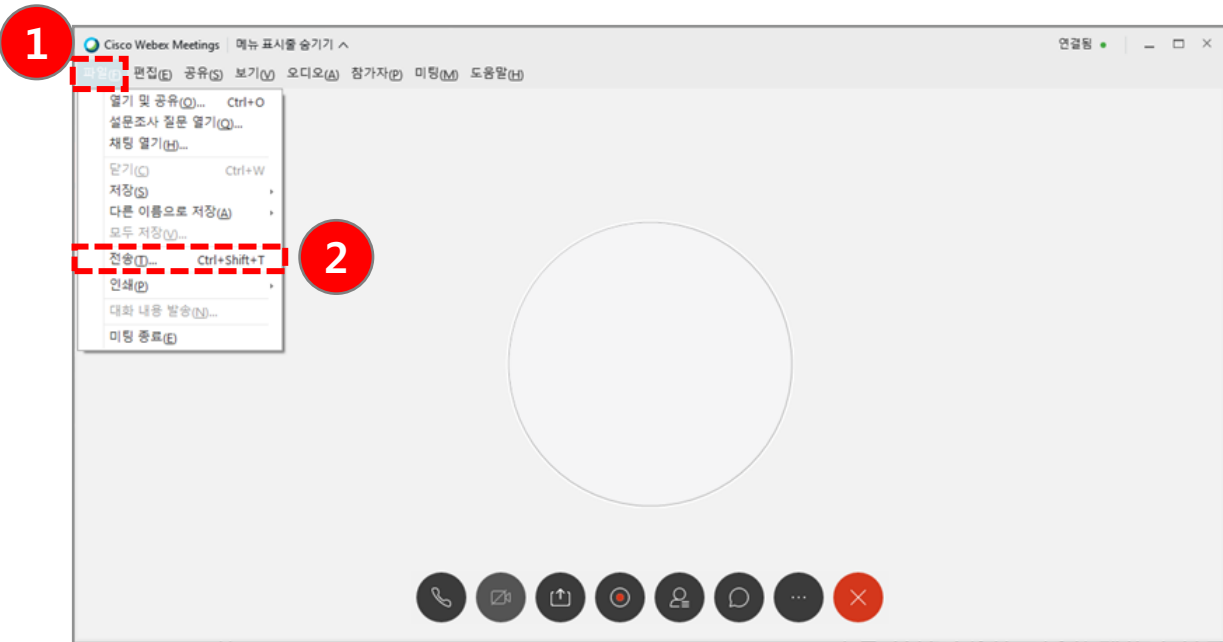 1
Cisco Webex Meetings 메뉴 표시줄 숨기기 연결됨
파일(F) 편집(E) 공유(S) 보기(V) 오디오(A) 참가자(P) 미팅(M) 도움말(H)
열기 및 공유(O)... Ctrl+O
설문조사 질문 열기(Q)...
채팅 열기(H)...
닫기(C) Ctrl+W
저장(S)
다른 이름으로 저장(A)
모두 저장(V)...
전송(T)... Ctrl+Shift+T
2
인쇄(P)
대화 내용 발송(N)...
미팅 종료(E)